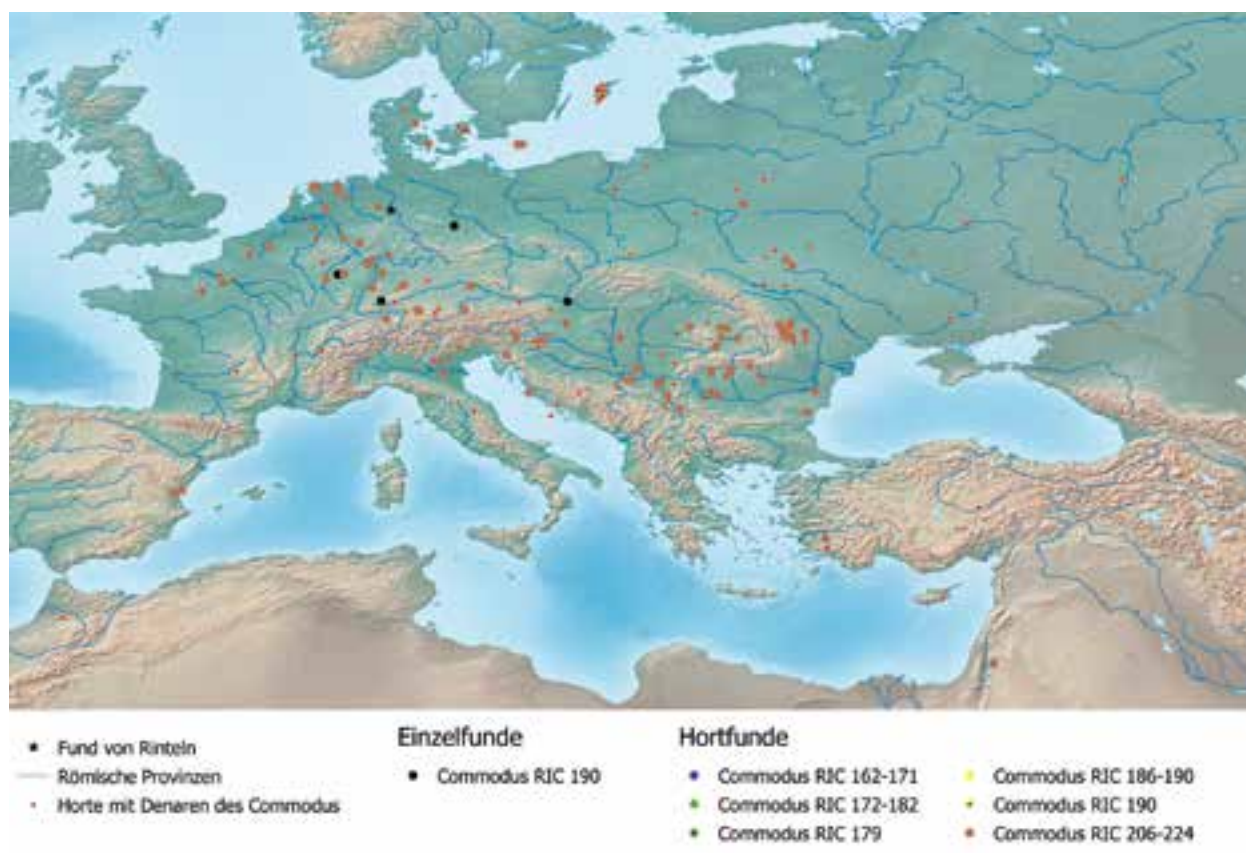 Fund von Rinteln
Römische Provinzen
Horte mit Denaren des Commodus
Einzelfunde
Commodus RIC 190
Hortfunde
Commodus RIC 162-171
Commodus RIC 172-182
Commodus RIC 179
Commodus RIC 186-190
Commodus RIC 190
Commodus RIC 206-224